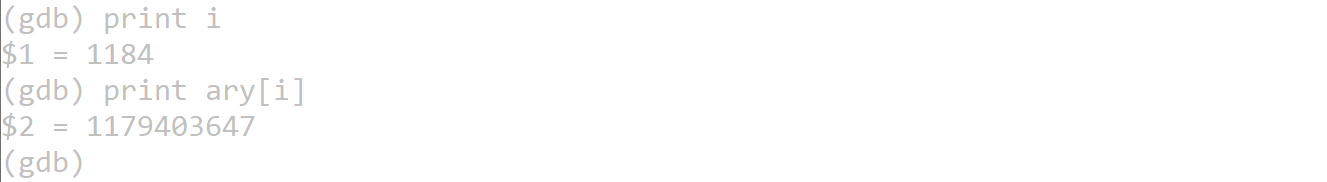 (gdb) print i
$1 = 1184
(gdb) print ary[i]
$2 = 1179403647
(gdb)